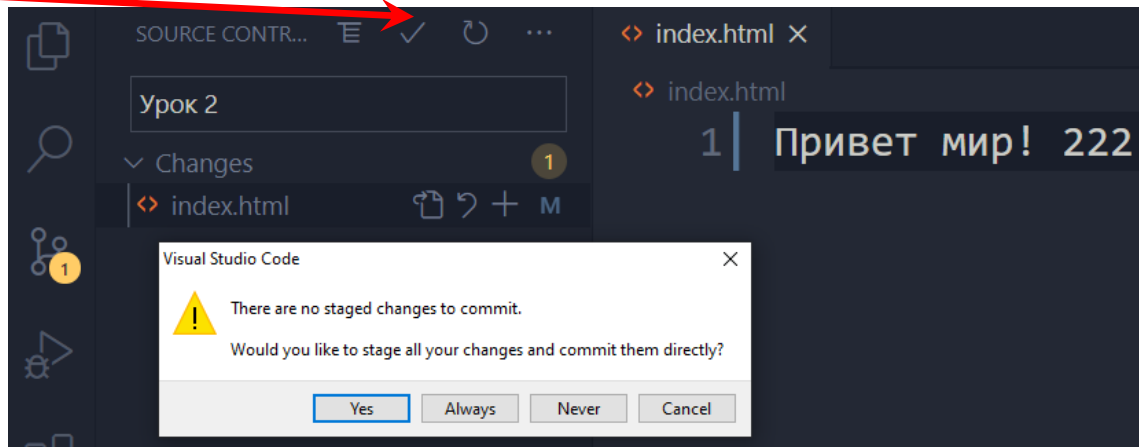 SOURCE CONTR...
Урок 2
Changes
1
index.html
M
1
index.html
index.html
1
Привет мир! 222
Visual Studio Code
There are no staged changes to commit.
Would you like to stage all your changes and commit them directly?
Yes
Always
Never
Cancel